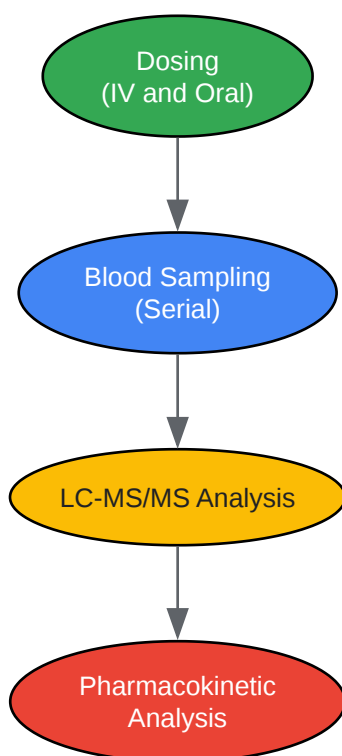 Dosing
(IV and Oral)
Blood Sampling
(Serial)
LC-MS/MS Analysis
Pharmacokinetic
Analysis